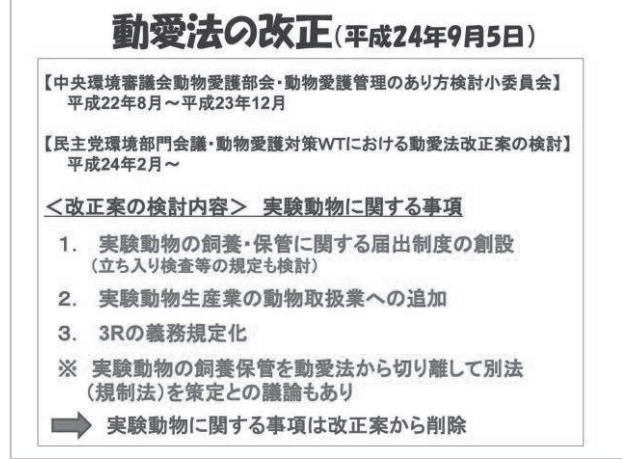 動愛法の改正(平成24年9月5日)
【中央環境審議会動物愛護部会・動物愛護管理のあり方検討小委員会】
平成22年8月～平成23年12月
【民主党環境部門会議・動物愛護対策WTにおける動愛法改正案の検討】
平成24年2月～
＜改正案の検討内容＞ 実験動物に関する事項
1. 実験動物の飼養・保管に関する届出制度の創設
(立ち入り検査等の規定も検討)
2. 実験動物生産業の動物取扱業への追加
3. 3Rの義務規定化
※ 実験動物の飼養保管を動愛法から切り離して別法
(規制法)を策定との議論もあり
実験動物に関する事項は改正案から削除